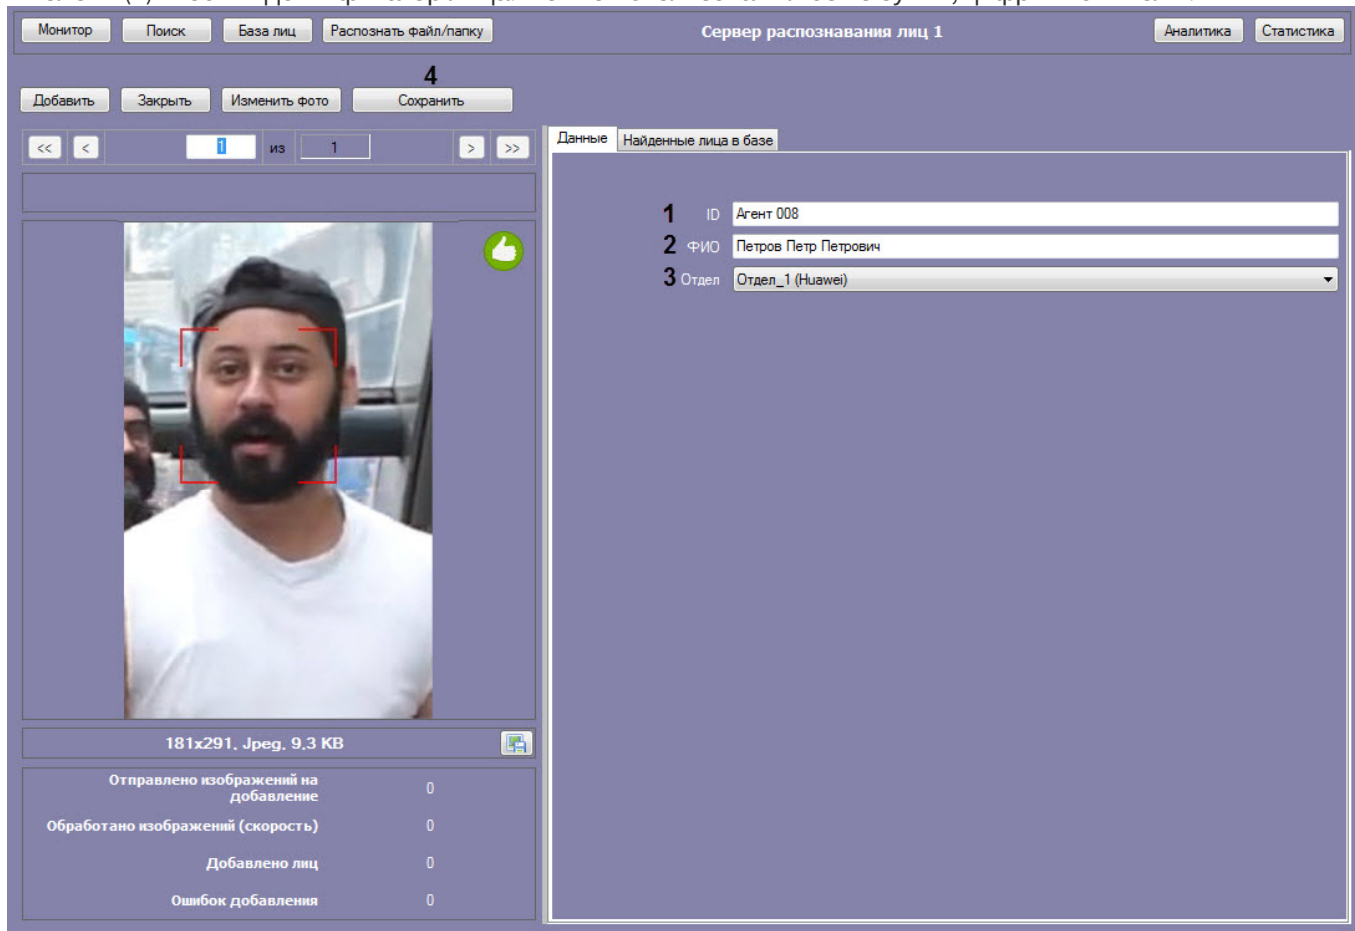 Монитор Поиск База лиц Распознать файл/папку Сервер распознавания лиц 1 Аналитика Статистика
4
Добавить Закрыть Изменить фото Сохранить
<< < 1 из 1 > >>
Данные Найденные лица в базе
1 ID Агент 008
2 ФИО Петров Петр Петрович
3 Отдел Отдел_1 (Huawei)
181x291, Jpeg, 9,3 KB
Отправлено изображений на
добавление 0
Обработано изображений (скорость) 0
Добавлено лиц 0
Ошибок добавления 0